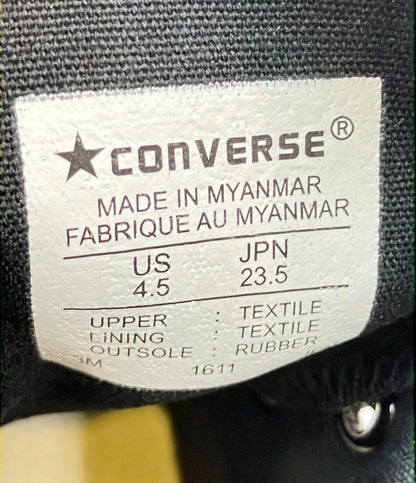 ★CONVERSE®
MADE IN MYANMAR
FABRIQUE AU MYANMAR
US JPN
4.5 23.5
UPPER : TEXTILE
LINING : TEXTILE
OUTSOLE : RUBBER
3M 1611